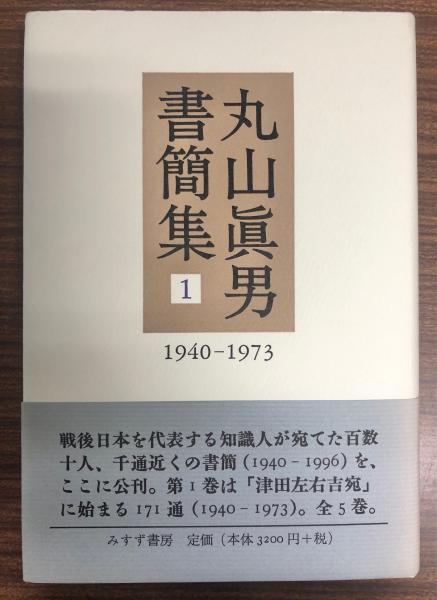 丸山眞男
書簡集
1
1940-1973
戦後日本を代表する知識人が宛てた百数
十人、千通近くの書簡(1940-1996)を、
ここに公刊。第1巻は「津田左右吉宛」
に始まる171通(1940-1973)。全5巻。
みすず書房 定価(本体3200円+税)